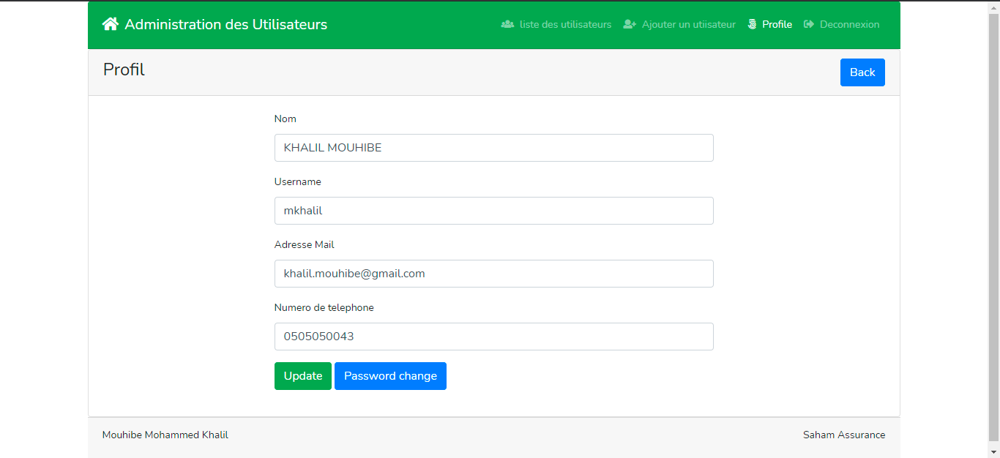 Administration des Utilisateurs
liste des utilisateurs Ajouter un utiisateur Profile Deconnexion
Profil
Back
Nom
KHALIL MOUHIBE
Username
mkhalil
Adresse Mail
khalil.mouhibe@gmail.com
Numero de telephone
0505050043
Update Password change
Mouhibe Mohammed Khalil
Saham Assurance